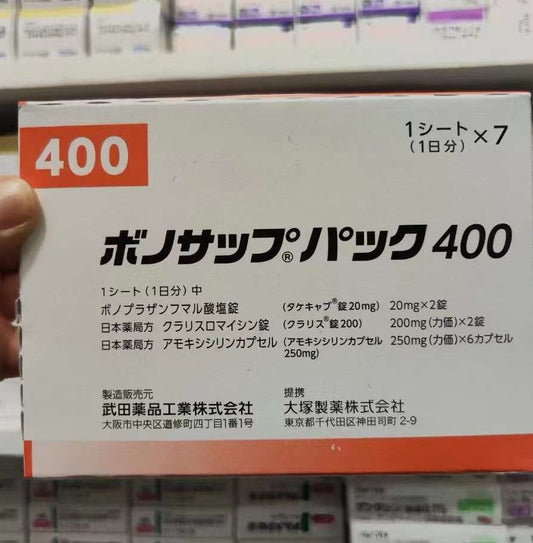 400
1シート
(1日分)
×7
ボノサップ®パック400
1シート(1日分)中
ボノプラザンフマル酸塩錠 (タケキャブ®錠20mg) 20mg×2錠
日本薬局方 クラリスロマイシン錠 (クラリス®錠200) 200mg(力価)×2錠
日本薬局方 アモキシシリンカプセル (アモキシシリンカプセル 250mg(力価)×6カプセル
250mg)
製造販売元 提携
武田薬品工業株式会社 大塚製薬株式会社
大阪市中央区道修町四丁目1番1号 東京都千代田区神田司町2-9